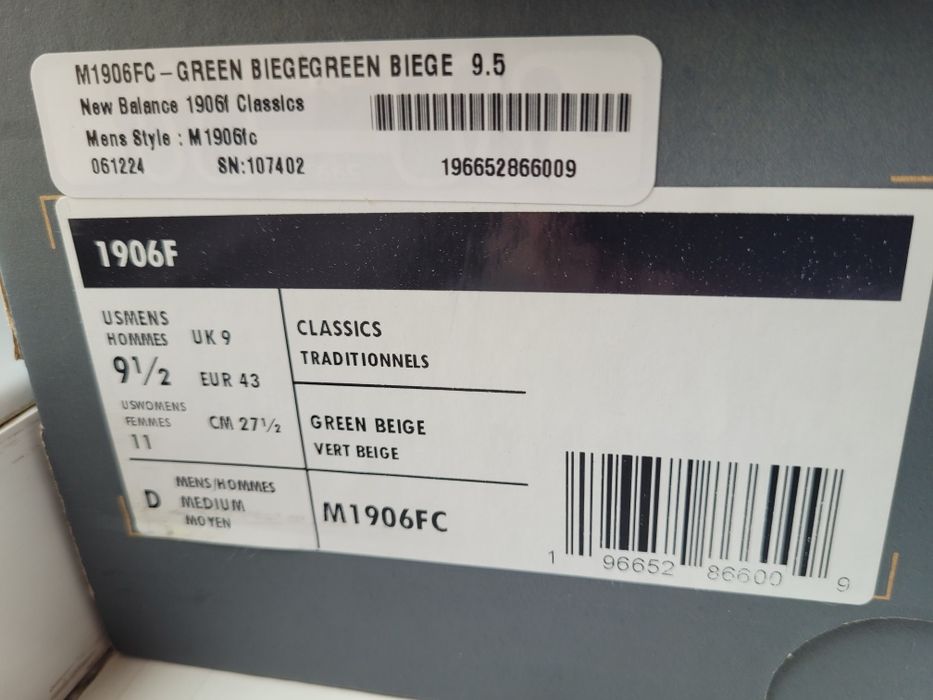 M1906FC-GREEN BIEGEGREEN BIEGE 9.5
New Balance 1906f Classics
Mens Style : M1906fc
061224 SN:107402
196652866009
1906F
USMENS
HOMMES
9 1/2
UK 9
EUR 43
USWOMENS
FEMMES
11
CM 27 1/2
CLASSICS
TRADITIONNELS
GREEN BEIGE
VERT BEIGE
D
MENS/HOMMES
MEDIUM
MOYEN
M1906FC
1 96652 86600 9